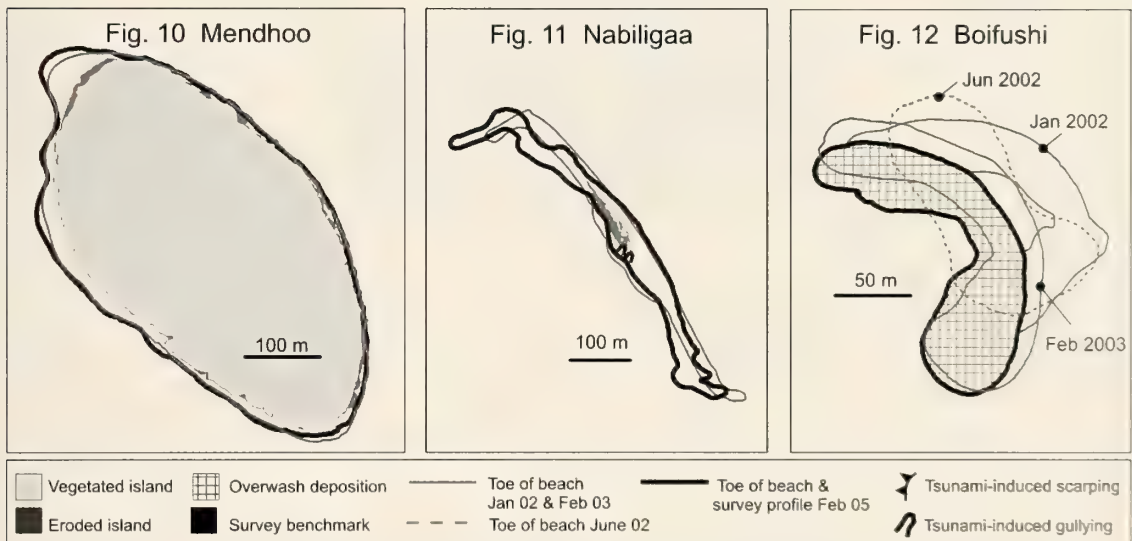 Fig. 10 Mendhoo
100 m
Fig. 11 Nabiligaa
100 m
Fig. 12 Boifushi
Jun 2002
Jan 2002
50 m
Feb 2003
Vegetated island
Eroded island
Overwash deposition
Survey benchmark
Toe of beach
Jan 02 & Feb 03
Toe of beach June 02
Toe of beach &
survey profile Feb 05
Tsunami-induced scarping
Tsunami-induced gullying